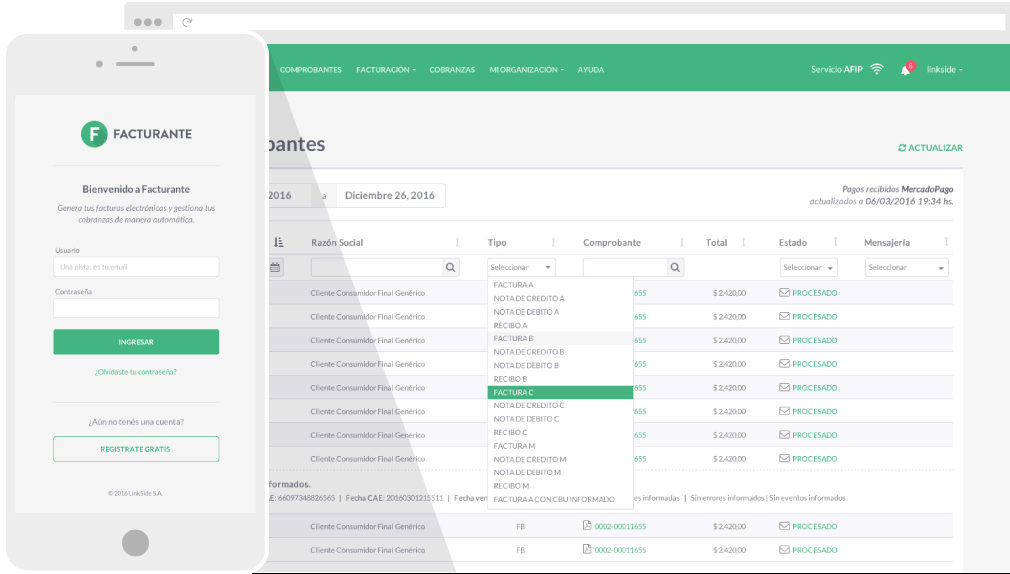 COMPROBANTES FACTURACIÓN COBRANZAS MI ORGANIZACIÓN AYUDA Servicio AFIP 8 linkside
F FACTURANTE
Bienvenido a Facturante
Genera tus facturas electrónicas y gestiona tus
cobranzas de manera automática.
Usuario
Una pista: es tu email
Contraseña
INGRESAR
¿Olvidaste tu contraseña?
¿Aún no tenés una cuenta?
REGISTRATE GRATIS
© 2016 LinkSide S.A.
bantes
ACTUALIZAR
2016 a Diciembre 26, 2016
Pagos recibidos MercadoPago
actualizados a 06/03/2016 19:34 hs.
Razón Social Tipo Comprobante Total Estado Mensajería
Seleccionar Seleccionar Seleccionar
Cliente Consumidor Final Genérico 655 $ 2.420,00 PROCESADO
Cliente Consumidor Final Genérico 655 $ 2.420,00 PROCESADO
Cliente Consumidor Final Genérico 655 $ 2.420,00 PROCESADO
Cliente Consumidor Final Genérico 655 $ 2.420,00 PROCESADO
Cliente Consumidor Final Genérico 655 $ 2.420,00 PROCESADO
Cliente Consumidor Final Genérico 655 $ 2.420,00 PROCESADO
Cliente Consumidor Final Genérico 655 $ 2.420,00 PROCESADO
Cliente Consumidor Final Genérico 655 $ 2.420,00 PROCESADO
FACTURA A
NOTA DE CREDITO A
NOTA DE DEBITO A
RECIBO A
FACTURA B
NOTA DE CREDITO B
NOTA DE DEBITO B
RECIBO B
FACTURA C
NOTA DE CREDITO C
NOTA DE DEBITO C
RECIBO C
FACTURA M
NOTA DE CREDITO M
NOTA DE DEBITO M
RECIBO M
FACTURA A CON CBU INFORMADO
formados.
AE: 66097348826565 | Fecha CAE: 20160301215511 | Fecha ven es informadas | Sin errores informados | Sin eventos informados
Cliente Consumidor Final Genérico FB 0002-00011655 $ 2.420,00 PROCESADO
Cliente Consumidor Final Genérico FB 0002-00011655 $ 2.420,00 PROCESADO